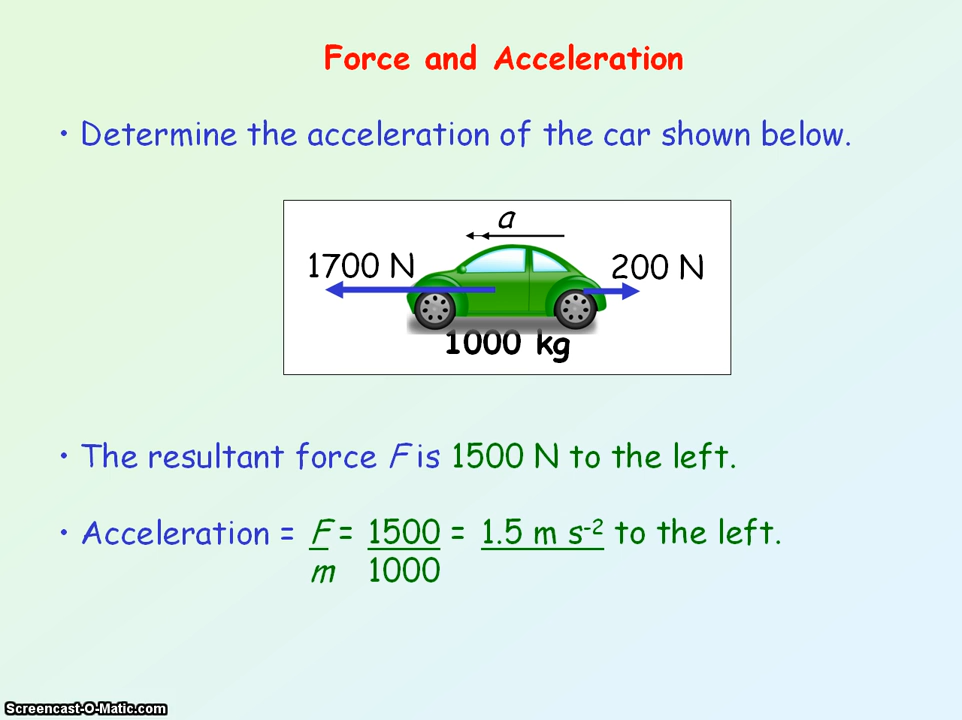 Force and Acceleration
• Determine the acceleration of the car shown below.
a
1700 N
200 N
1000 kg
• The resultant force F is 1500 N to the left.
• Acceleration = F = 1500 = 1.5 m s-2 to the left.
m 1000
Screencast-O-Matic.com